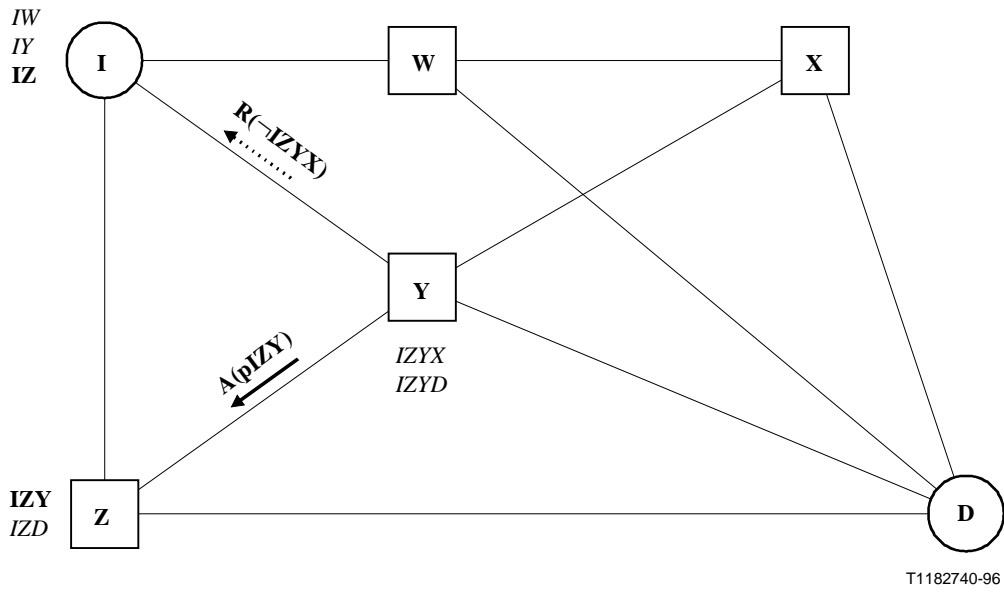 IW
IY
IZ
I
W
X
R(¬IZYX)
Y
A(pIZY)
IZYX
IZYD
IZY
IZD
Z
D
T1182740-96